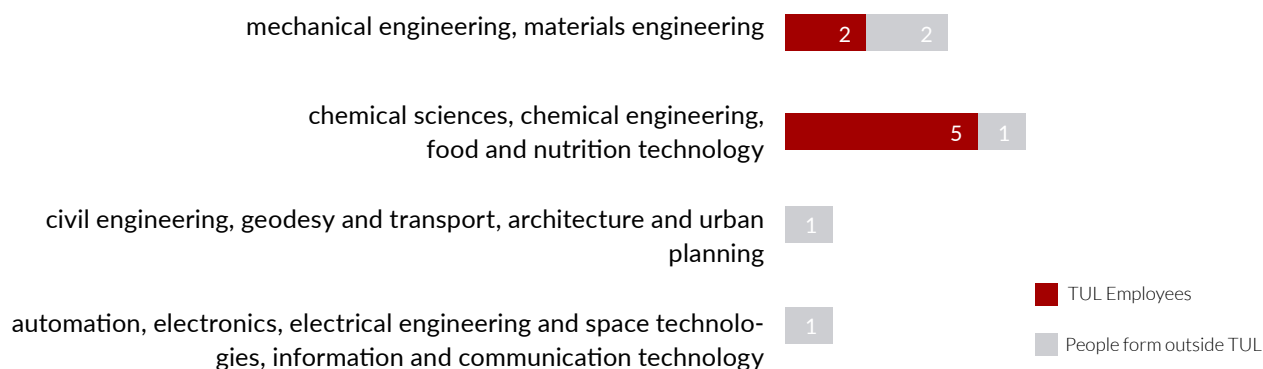 mechanical engineering, materials engineering
2 2
chemical sciences, chemical engineering,
food and nutrition technology
5 1
civil engineering, geodesy and transport, architecture and urban
planning
1
TUL Employees
automation, electronics, electrical engineering and space technolo-
gies, information and communication technology
1
People form outside TUL